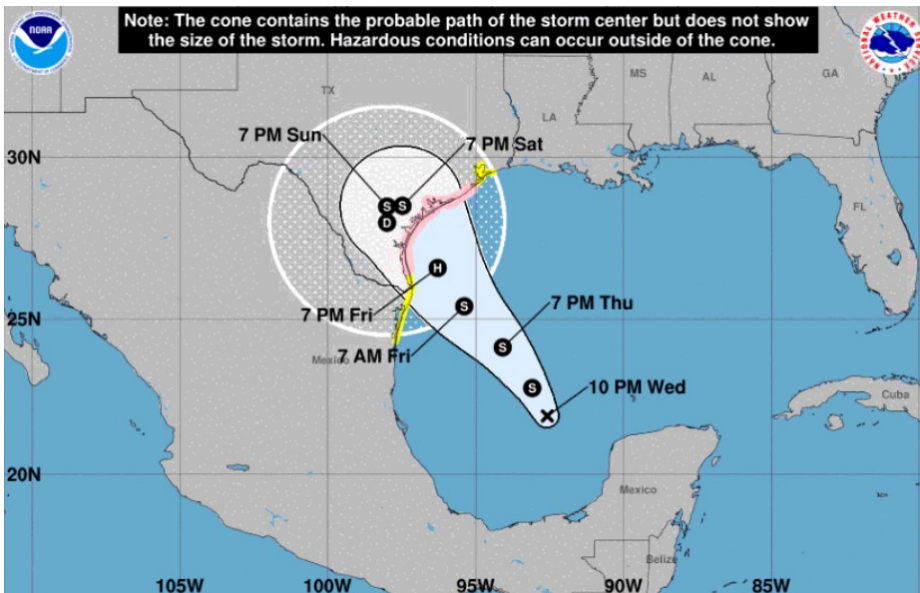 Note: The cone contains the probable path of the storm center but does not show
the size of the storm. Hazardous conditions can occur outside of the cone.
NOAA
NATIONAL WEATHER SERVICE
MS
AL
GA
TX
LA
7 PM Sun
7 PM Sat
30N
S
S
D
FL
H
7 PM Fri
7 PM Thu
25N
S
7 AM Fri
S
Mexico
S
10 PM Wed
Cuba
20N
Mexico
Belize
105W
100W
95W
90W
85W